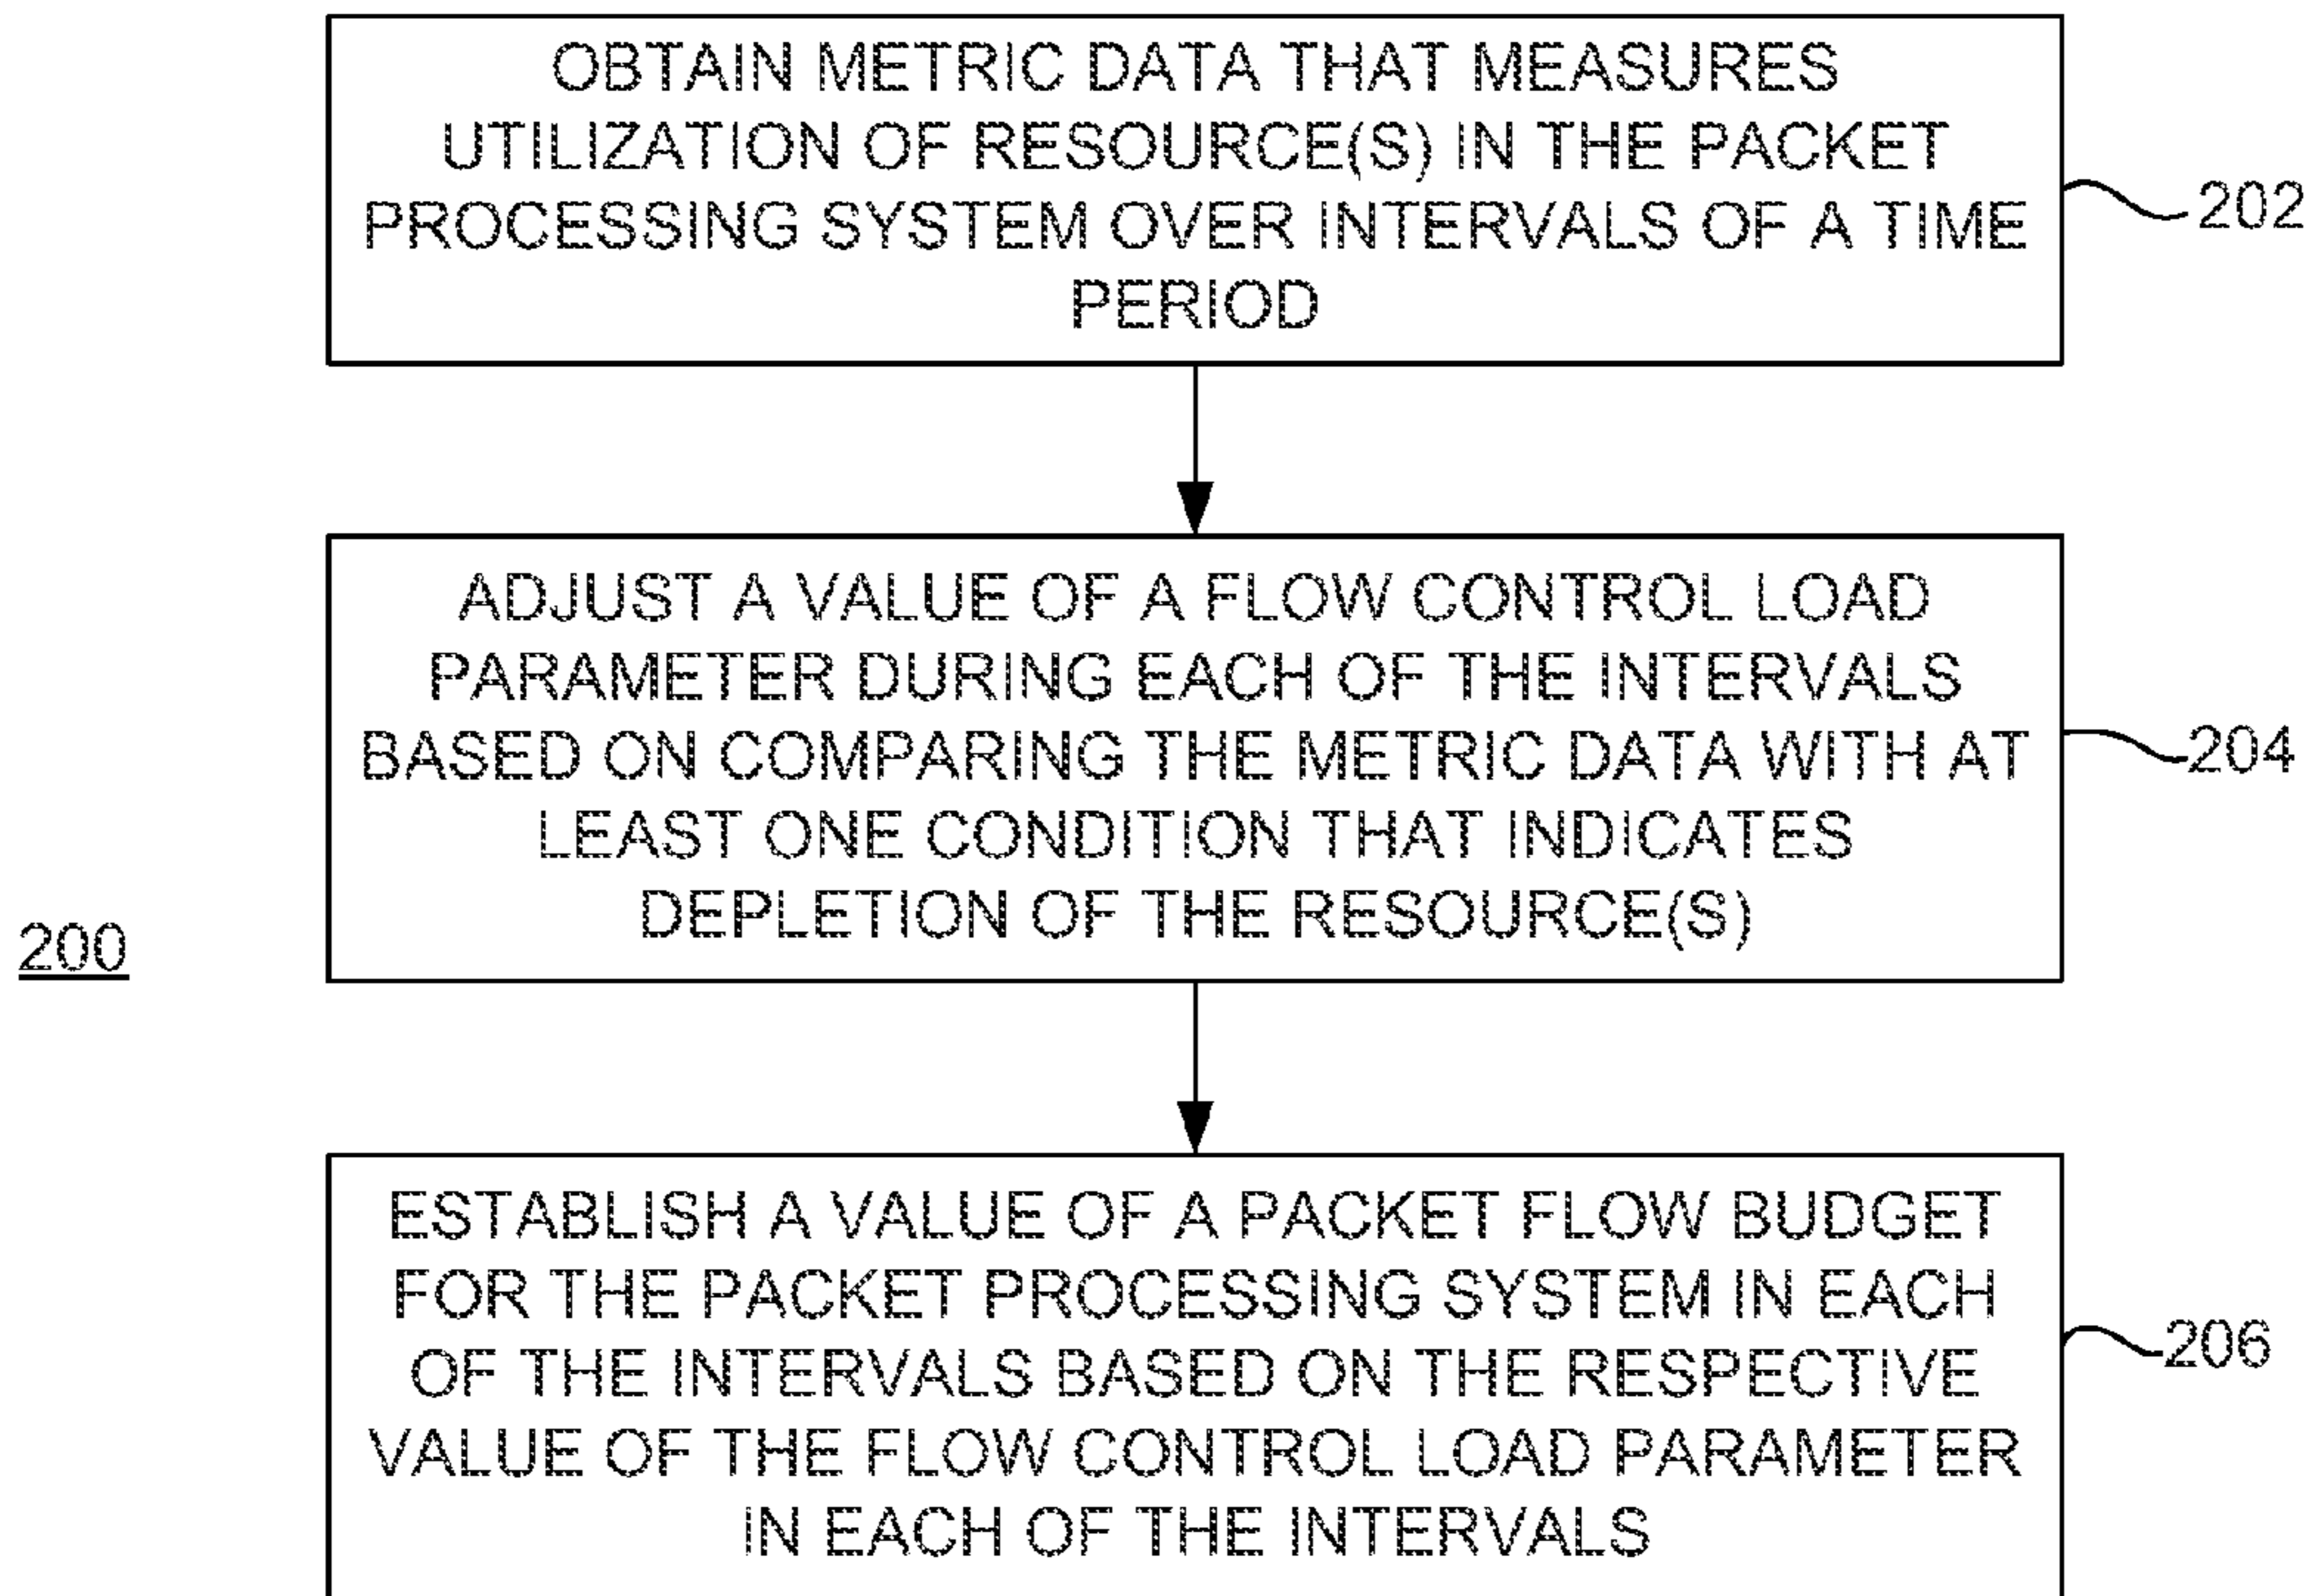 OBTAIN METRIC DATA THAT MEASURES
UTILIZATION OF RESOURCE(S) IN THE PACKET
PROCESSING SYSTEM OVER INTERVALS OF A TIME
PERIOD
202
ADJUST A VALUE OF A FLOW CONTROL LOAD
PARAMETER DURING EACH OF THE INTERVALS
BASED ON COMPARING THE METRIC DATA WITH AT
LEAST ONE CONDITION THAT INDICATES
DEPLETION OF THE RESOURCE(S)
204
200
ESTABLISH A VALUE OF A PACKET FLOW BUDGET
FOR THE PACKET PROCESSING SYSTEM IN EACH
OF THE INTERVALS BASED ON THE RESPECTIVE
VALUE OF THE FLOW CONTROL LOAD PARAMETER
IN EACH OF THE INTERVALS
206